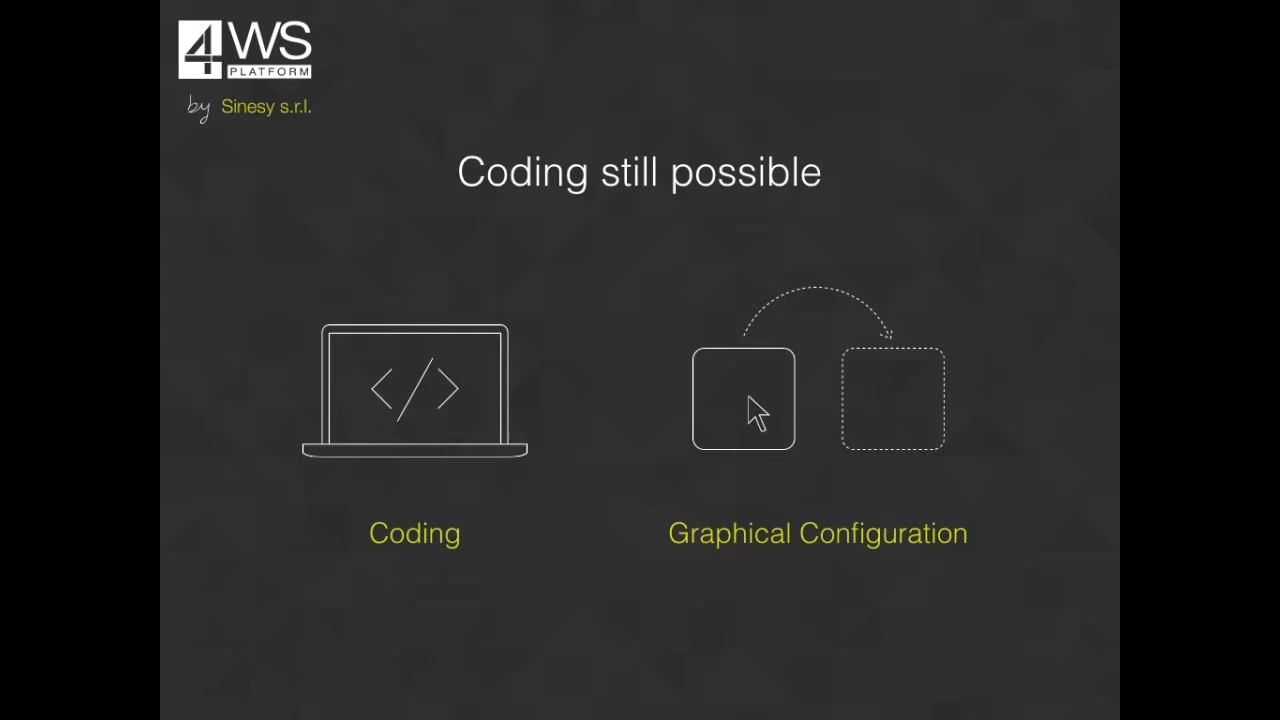 4WS
PLATFORM
by Sinesy s.r.l.
Coding still possible
</>
Coding
Graphical Configuration